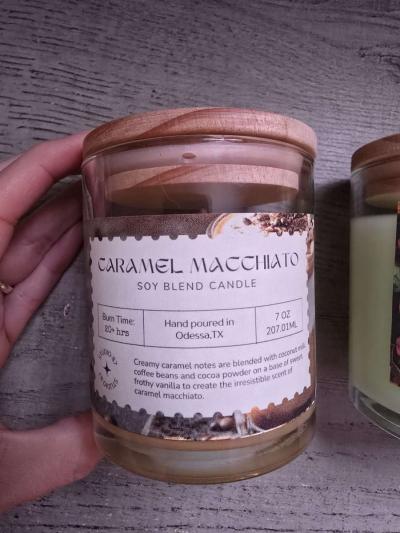 CARAMEL MACCHIATO
SOY BLEND CANDLE
Burn Time:
20+ hrs
Hand poured in
Odessa,TX
7 OZ
207.01ML
Creamy caramel notes are blended with coconut milk,
coffee beans and cocoa powder on a base of sweet
frothy vanilla to create the irresistible scent of
caramel macchiato.